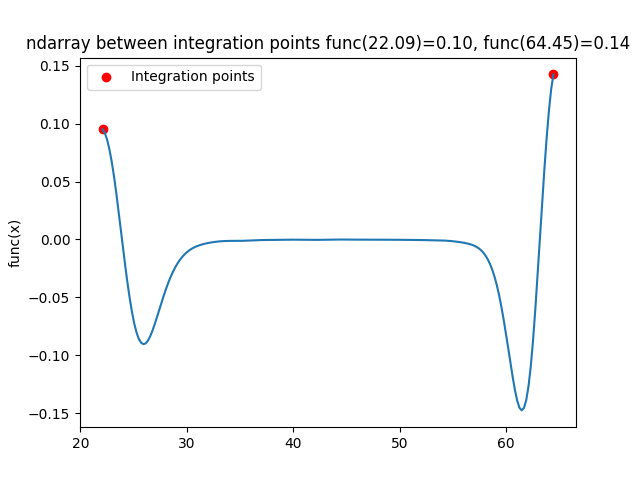 ndarray between integration points func(22.09)=0.10, func(64.45)=0.14
Integration points
func(x)
0.15
0.10
0.05
0.00
−0.05
−0.10
−0.15
20 30 40 50 60